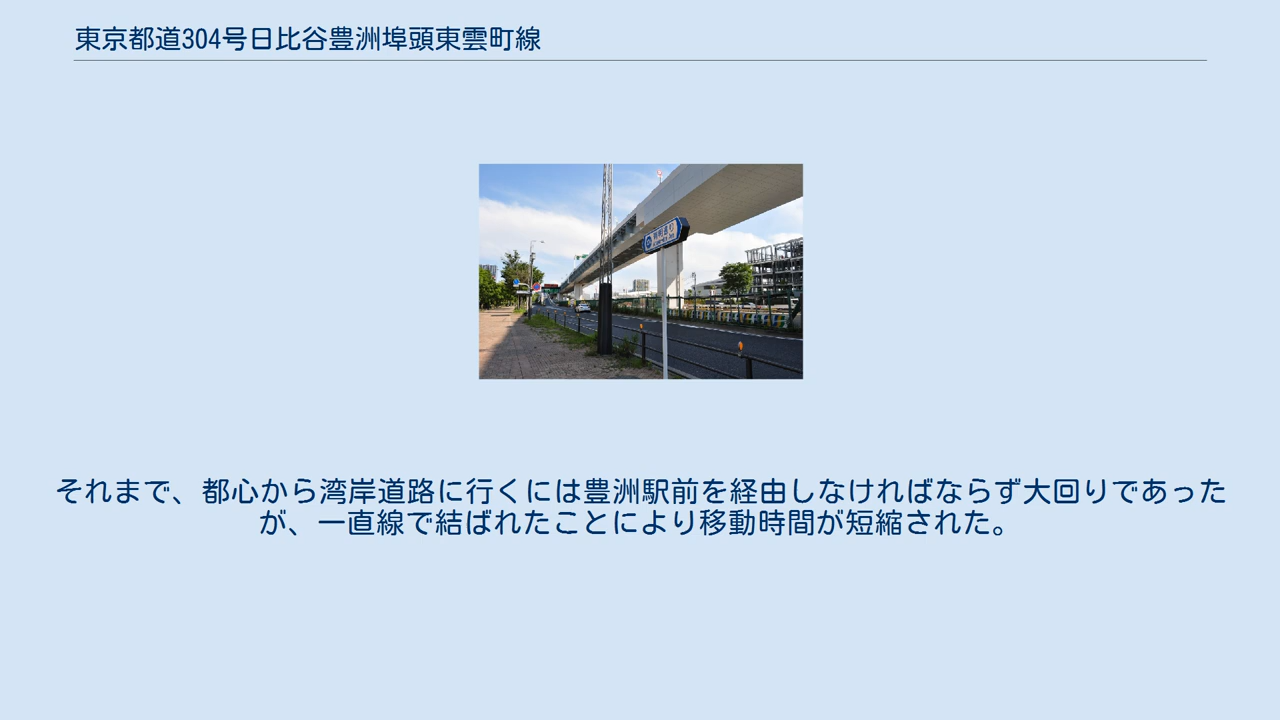 東京都道304号日比谷豊洲埠頭東雲町線
それまで、都心から湾岸道路に行くには豊洲駅前を経由しなければならず大回りであった
が、一直線で結ばれたことにより移動時間が短縮された。